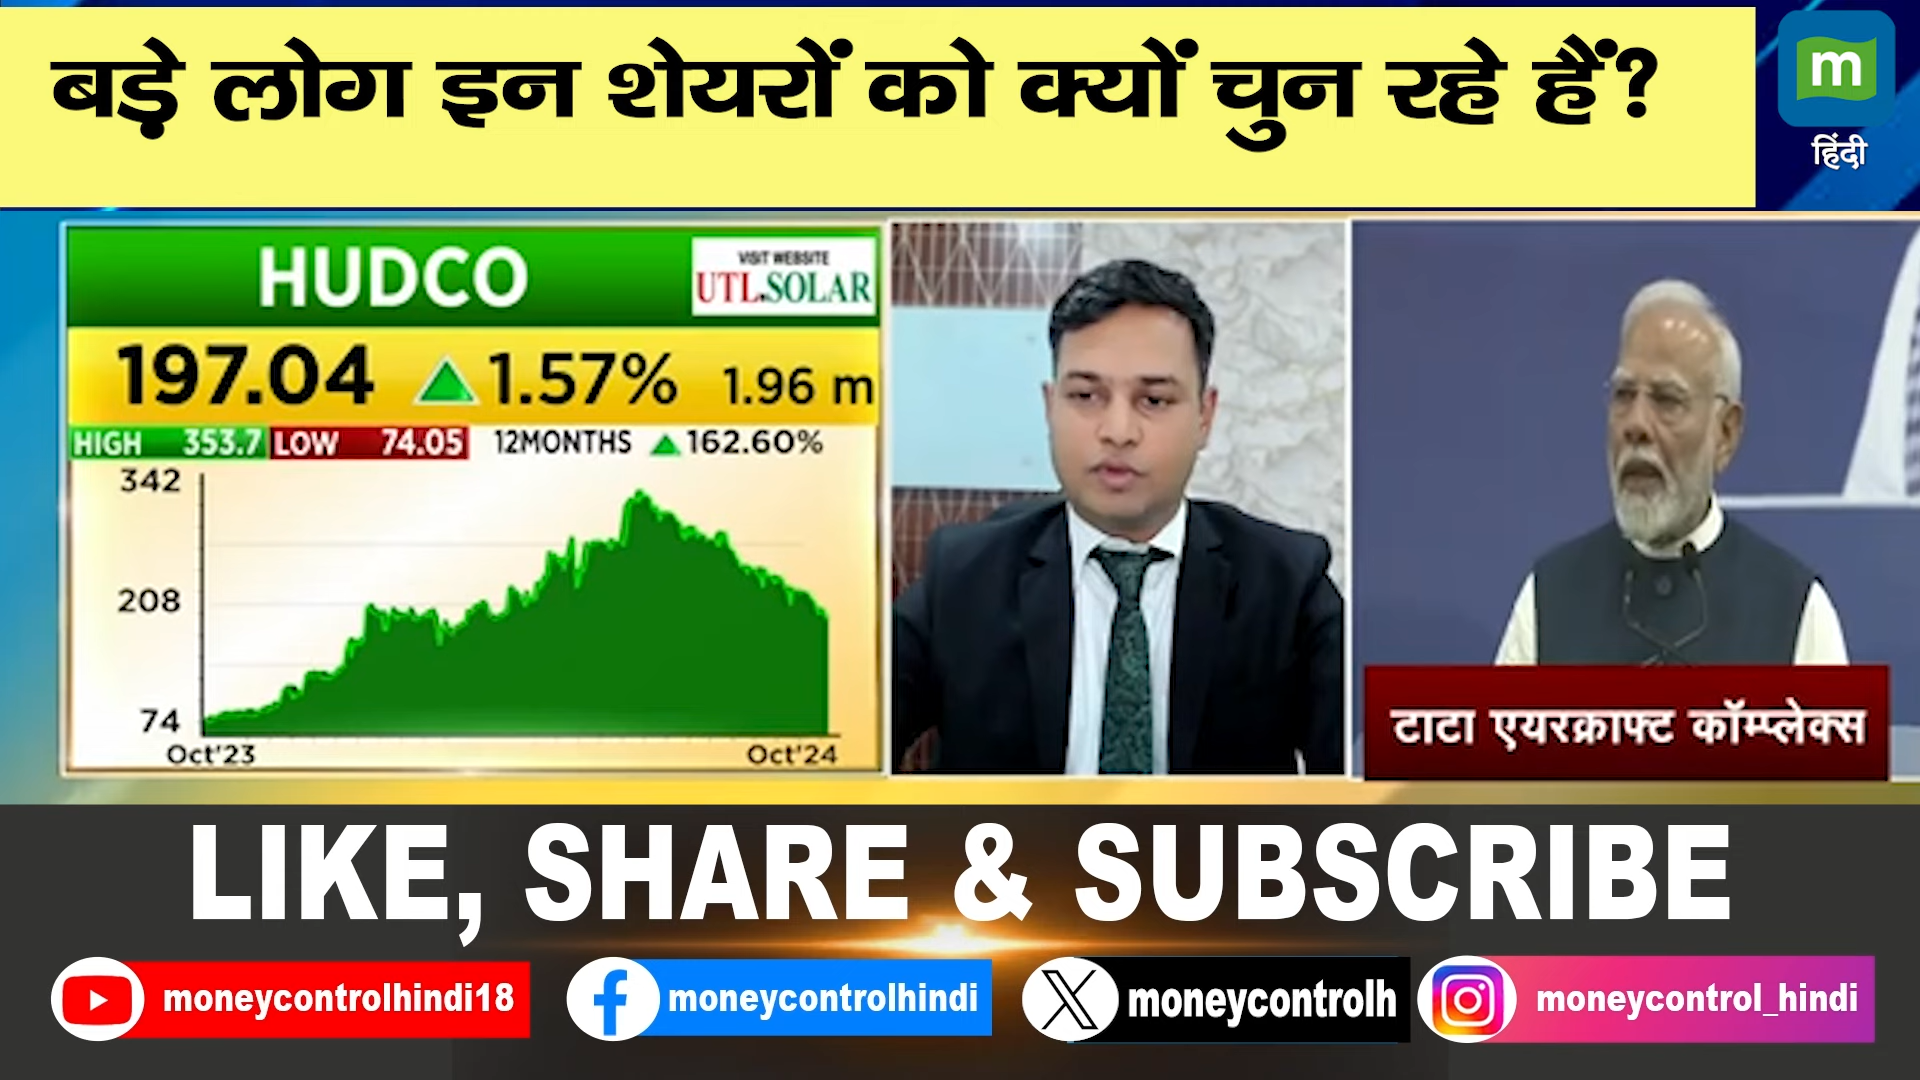 बड़े लोग इन शेयरों को क्यों चुन रहे हैं?
m
हिंदी
HUDCO
VISIT WEBSITE
UTL SOLAR
197.04 1.57% 1.96 m
HIGH 353.7 LOW 74.05 12MONTHS 162.60%
342
208
74
Oct'23 Oct'24
टाटा एयरक्राफ्ट कॉम्प्लेक्स
LIKE, SHARE & SUBSCRIBE
moneycontrolhindi18 moneycontrolhindi moneycontrolh moneycontrol_hindi